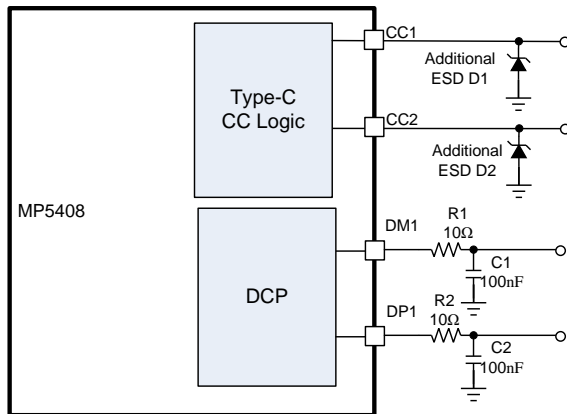 CC1
Additional
ESD D1
Type-C
CC Logic
CC2
Additional
ESD D2
MP5408
DM1
R1
10Ω
C1
100nF
DCP
DP1
R2
10Ω
C2
100nF